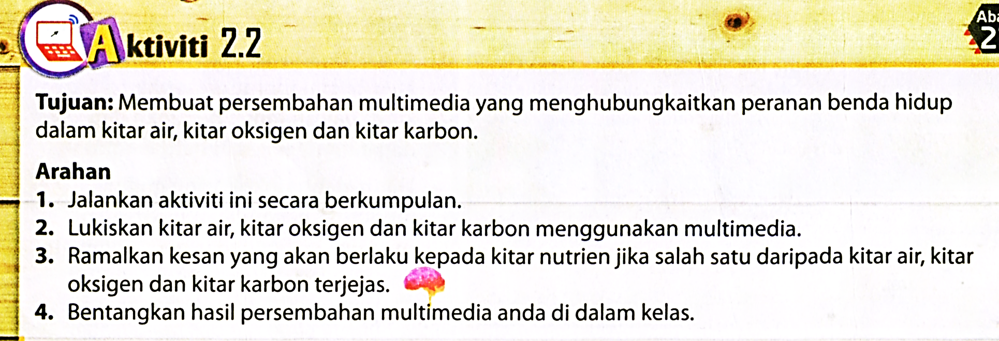 Aktiviti 2.2
Tujuan: Membuat persembahan multimedia yang menghubungkaitkan peranan benda hidup
dalam kitar air, kitar oksigen dan kitar karbon.
Arahan
1. Jalankan aktiviti ini secara berkumpulan.
2. Lukiskan kitar air, kitar oksigen dan kitar karbon menggunakan multimedia.
3. Ramalkan kesan yang akan berlaku kepada kitar nutrien jika salah satu daripada kitar air, kitar
oksigen dan kitar karbon terjejas.
4. Bentangkan hasil persembahan multimedia anda di dalam kelas.
2